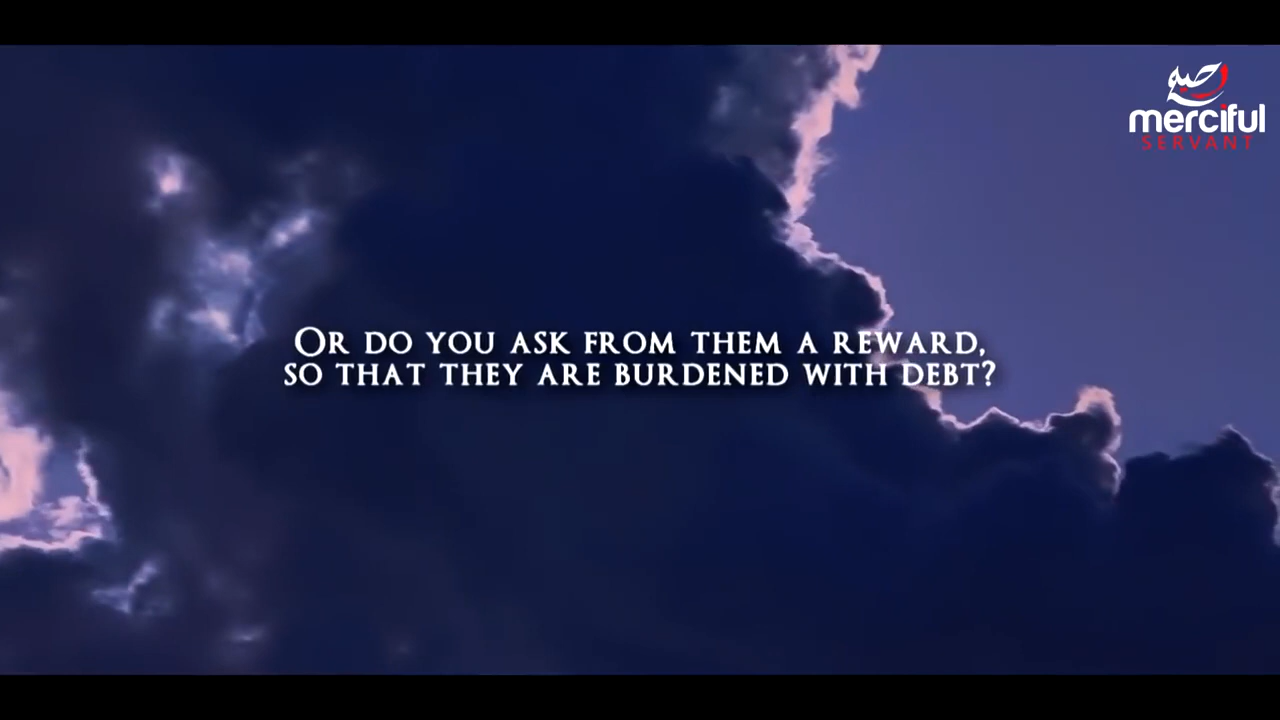 merciful
SERVANT
Or do you ask from them a reward,
so that they are burdened with debt?